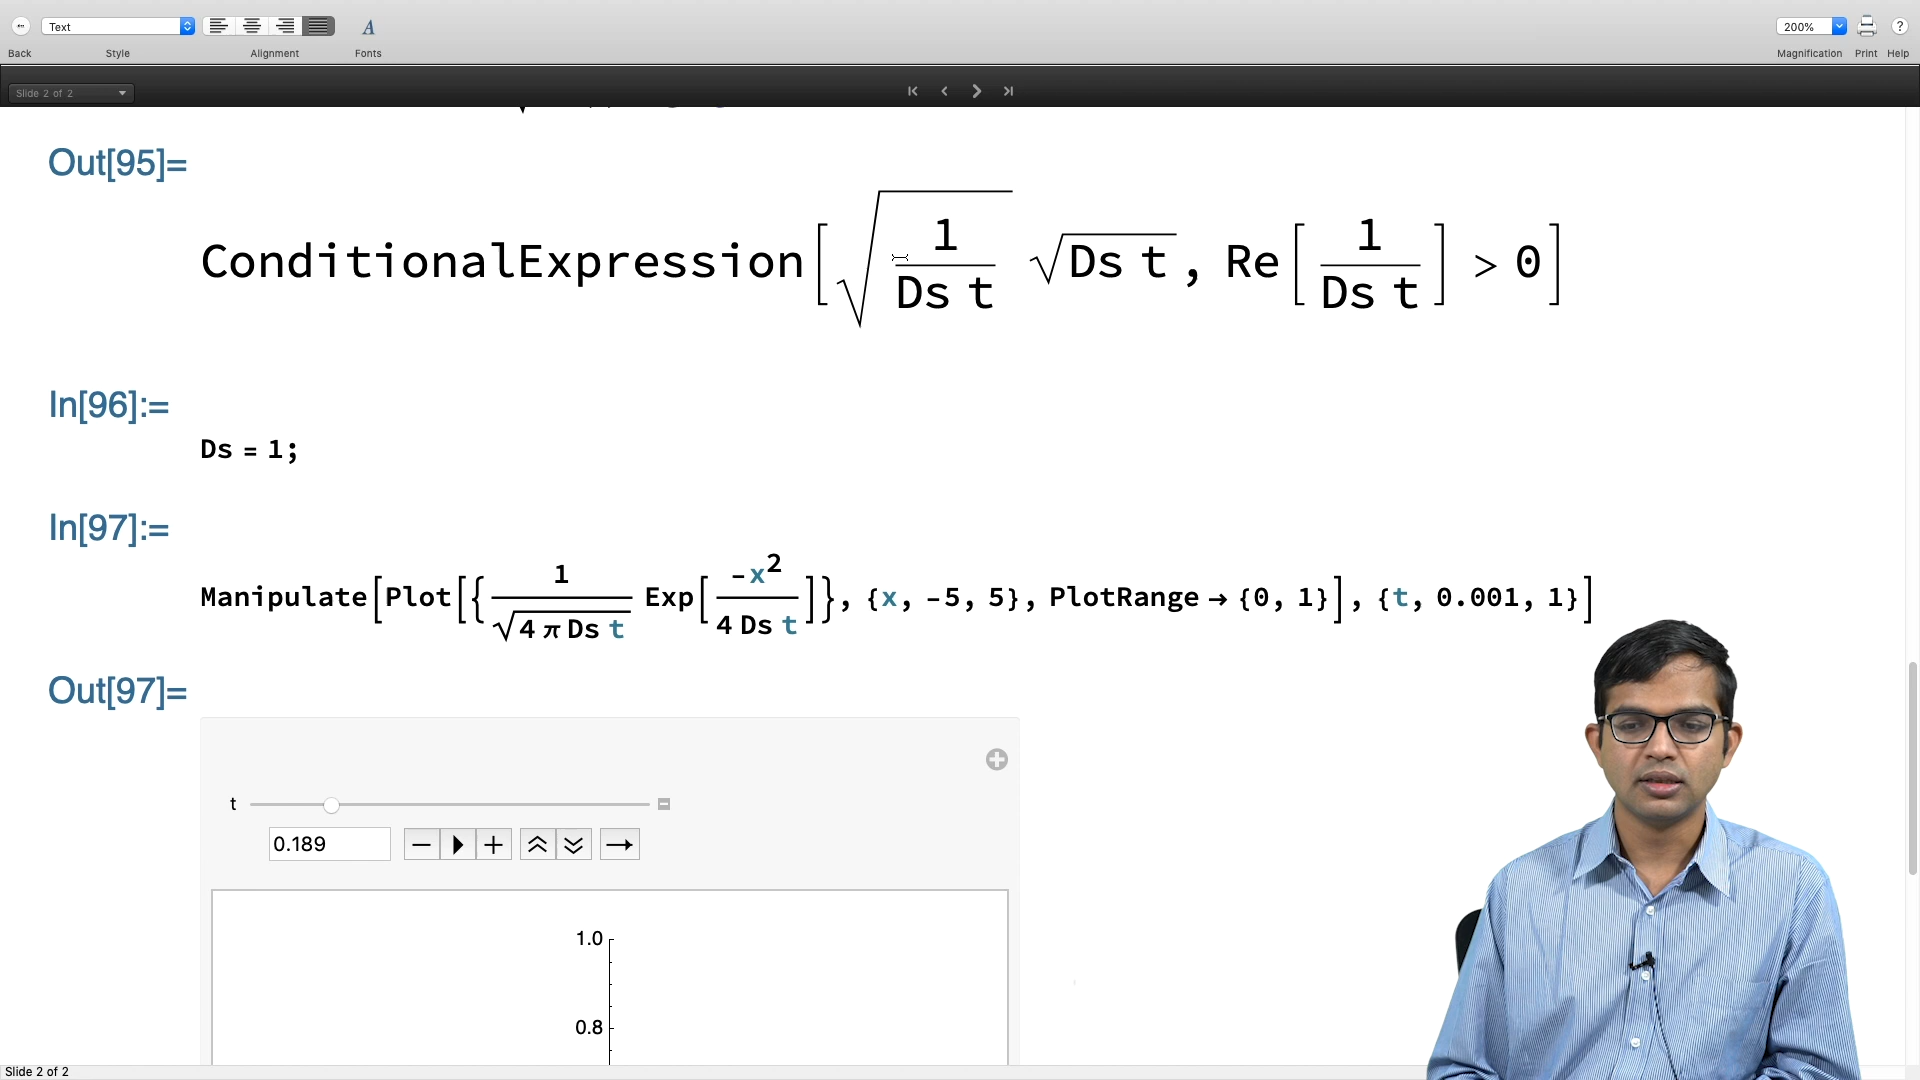 Text
200%
Back Style Alignment Fonts Magnification Print Help
Slide 2 of 2
Out[95]=
ConditionalExpression[√(1/(Ds t)) √(Ds t), Re[1/(Ds t)] > 0]
In[96]:=
Ds = 1;
In[97]:=
Manipulate[Plot[{1/√(4 π Ds t) Exp[-x²/(4 Ds t)]}, {x, -5, 5}, PlotRange → {0, 1}], {t, 0.001, 1}]
Out[97]=
t
0.189
1.0
0.8
Slide 2 of 2